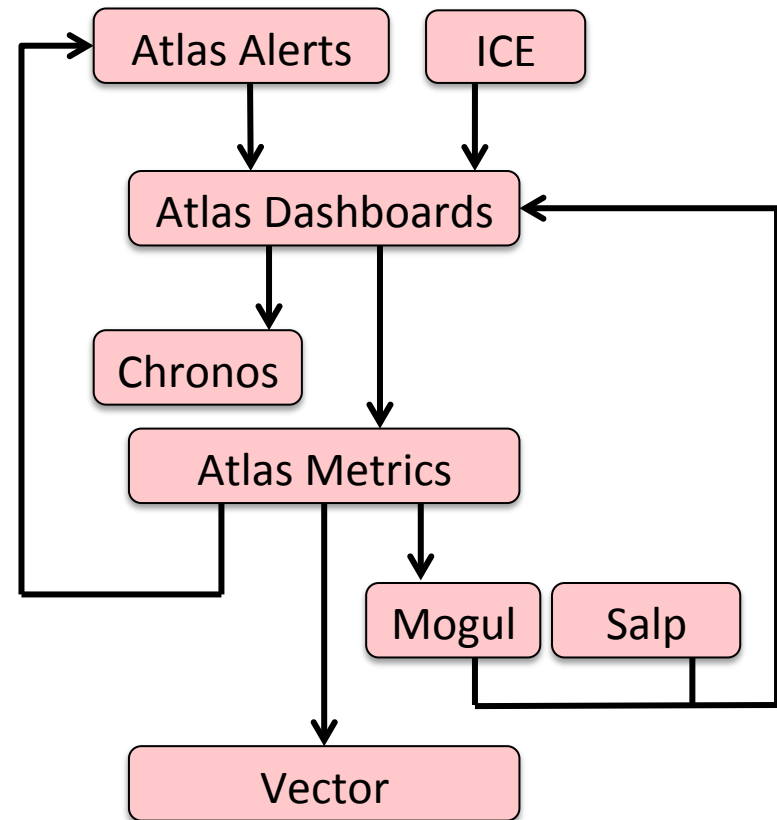 Atlas Alerts
ICE
Atlas Dashboards
Chronos
Atlas Metrics
Mogul
Salp
Vector